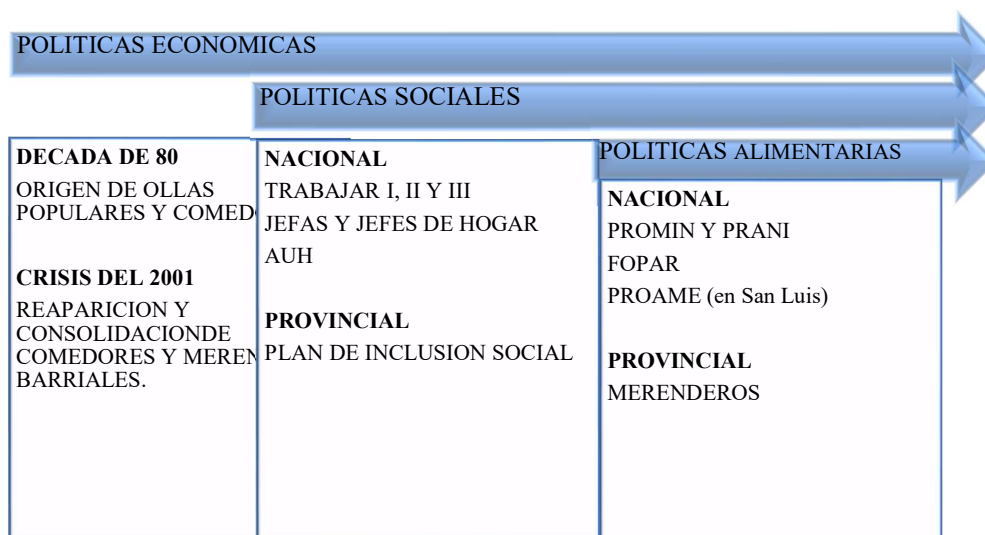 POLITICAS ECONOMICAS
POLITICAS SOCIALES
POLITICAS ALIMENTARIAS
DECADA DE 80
ORIGEN DE OLLAS
POPULARES Y COMED
CRISIS DEL 2001
REAPARICION Y
CONSOLIDACIONDE
COMEDORES Y MEREN
BARRIALES.
NACIONAL
TRABAJAR I, II Y III
JEFAS Y JEFES DE HOGAR
AUH
PROVINCIAL
PLAN DE INCLUSION SOCIAL
NACIONAL
PROMIN Y PRANI
FOPAR
PROAME (en San Luis)
PROVINCIAL
MERENDEROS